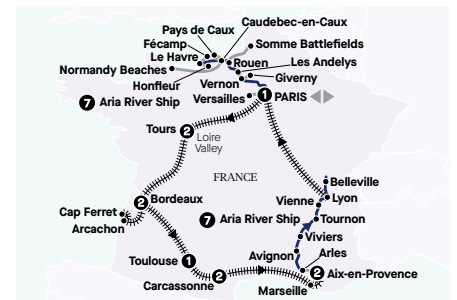 Caudebec-en-Caux
Pays de Caux
Fécamp
Somme Battlefields
Le Havre
Rouen
Les Andelys
Normandy Beaches
Vernon
Giverny
Honfleur
Versailles
1 PARIS
7 Aria River Ship
Tours 2
Loire
Valley
FRANCE
Belleville
Lyon
Vienne
2 Bordeaux
Cap Ferret
7 Aria River Ship
Tournon
Arcachon
Viviers
Avignon
Arles
Toulouse 1
2 Aix-en-Provence
Carcassonne 2
Marseille